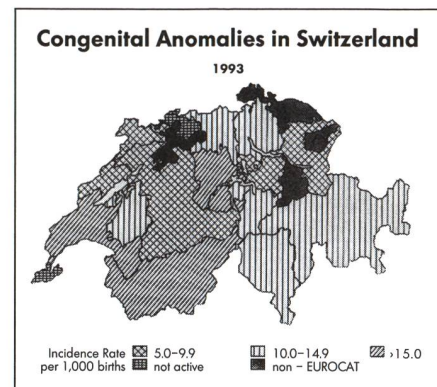 Congenital Anomalies in Switzerland
1993
Incidence Rate 5.0–9.9 10.0–14.9 ›15.0
per 1,000 births not active non – EUROCAT